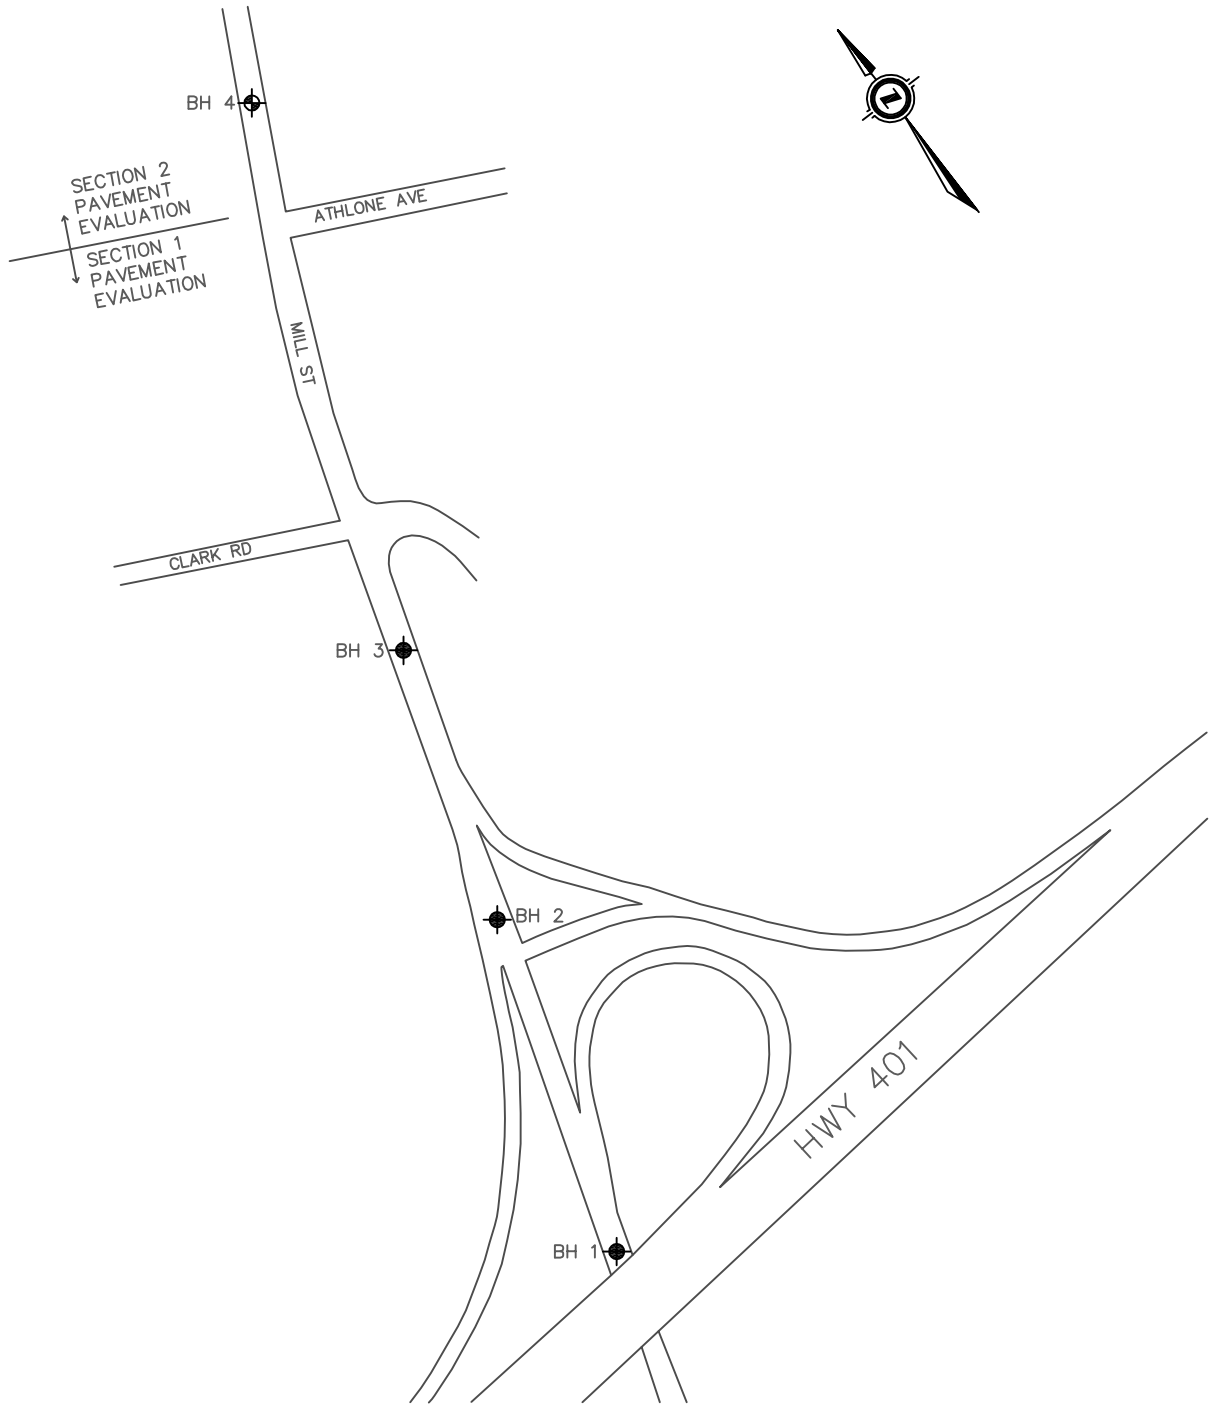 BH 4
SECTION 2
PAVEMENT
EVALUATION
ATHLONE AVE
SECTION 1
PAVEMENT
EVALUATION
MILL ST
CLARK RD
BH 3
BH 2
HWY 401
BH 1
N